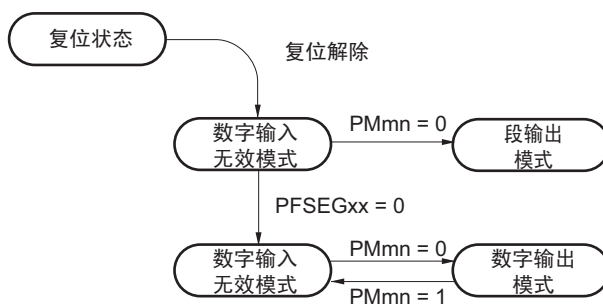 复位状态
复位解除
数字输入
无效模式
PMmn = 0
段输出
模式
PFSEGxx = 0
数字输入
无效模式
PMmn = 0
PMmn = 1
数字输出
模式